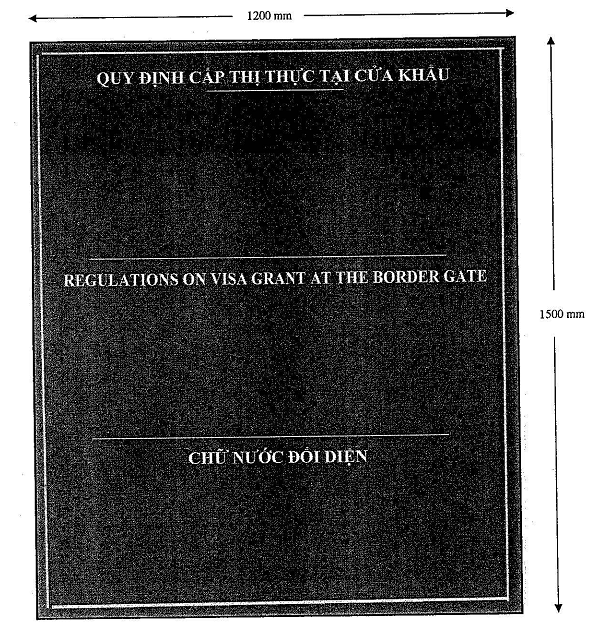 1200 mm
QUY ĐỊNH CẤP THỊ THỰC TẠI CỬA KHẨU
REGULATIONS ON VISA GRANT AT THE BORDER GATE
1500 mm
CHỮ NƯỚC ĐỐI DIỆN